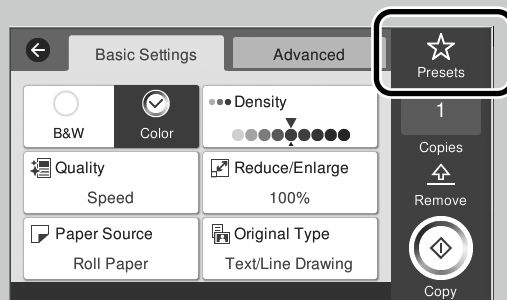 Basic Settings
Advanced
Presets
B&W
Color
Density
1
Copies
Quality
Speed
Reduce/Enlarge
100%
Remove
Paper Source
Roll Paper
Original Type
Text/Line Drawing
Copy